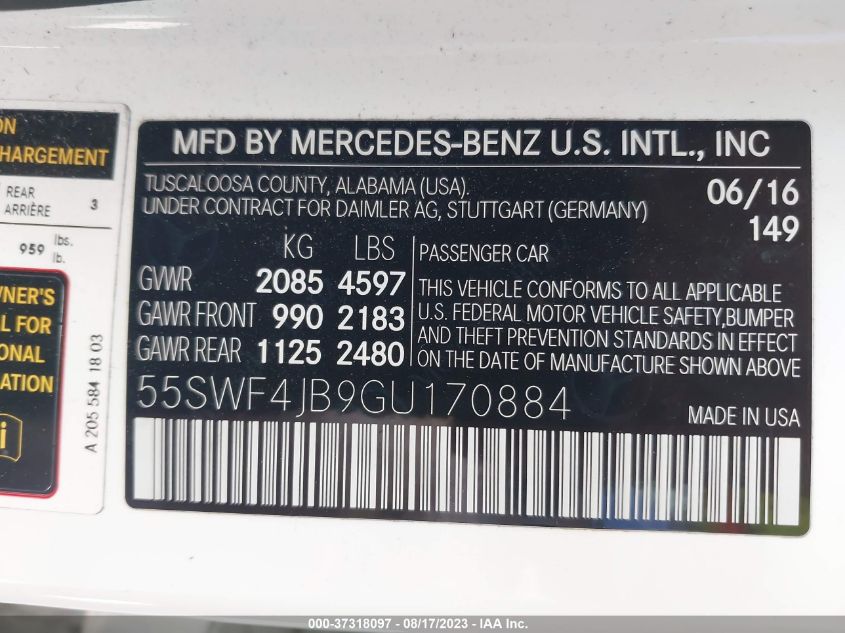 ON
HARGEMENT
REAR
ARRIÈRE 3
959 lbs.
lb.
WNER'S
L FOR
ONAL
ATION
i
A 205 584 18 03
MFD BY MERCEDES-BENZ U.S. INTL., INC
TUSCALOOSA COUNTY, ALABAMA (USA). 06/16
UNDER CONTRACT FOR DAIMLER AG, STUTTGART (GERMANY) 149
KG LBS
GVWR 2085 4597
GAWR FRONT 990 2183
GAWR REAR 1125 2480
PASSENGER CAR
THIS VEHICLE CONFORMS TO ALL APPLICABLE
U.S. FEDERAL MOTOR VEHICLE SAFETY,BUMPER
AND THEFT PREVENTION STANDARDS IN EFFECT
ON THE DATE OF MANUFACTURE SHOWN ABOVE
55SWF4JB9GU170884
MADE IN USA
000-37318097 - 08/17/2023 - IAA Inc.